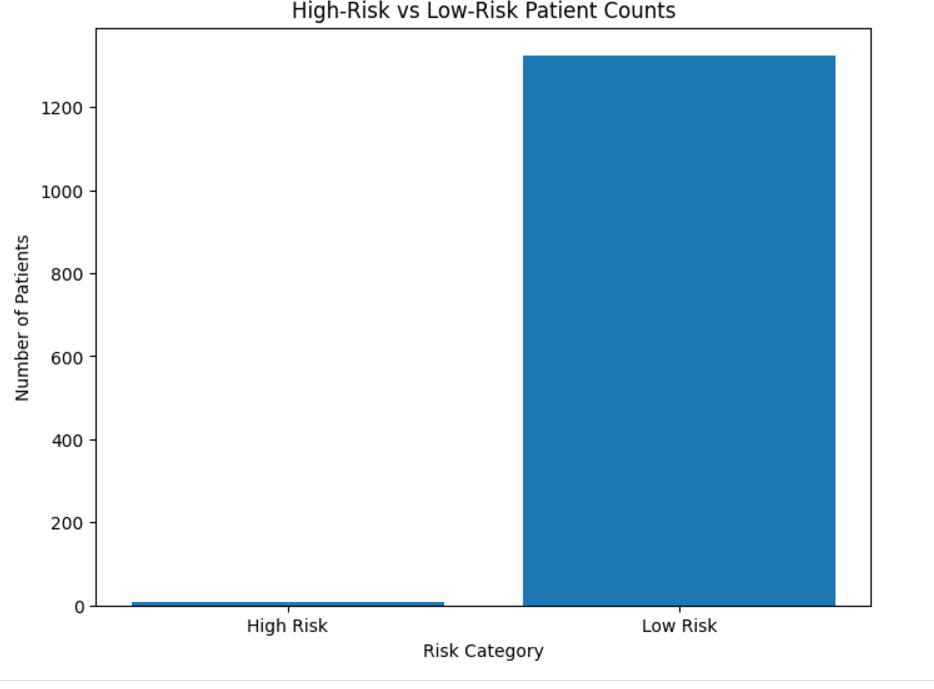 High-Risk vs Low-Risk Patient Counts
Number of Patients
1200
1000
800
600
400
200
0
High Risk
Low Risk
Risk Category